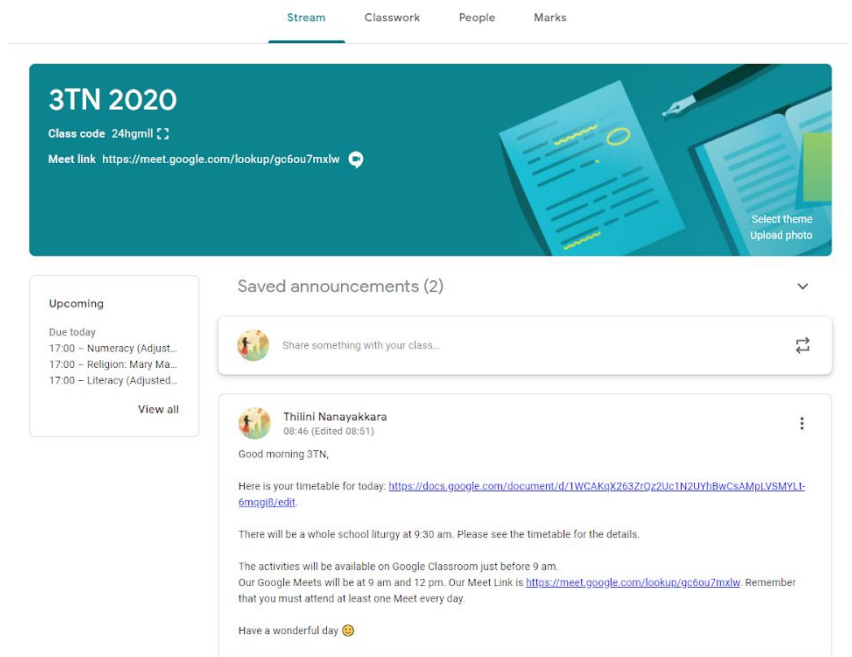 Stream Classwork People Marks
3TN 2020
Class code 24hgmll
Meet link https://meet.google.com/lookup/gc6ou7mxlw
Select theme
Upload photo
Upcoming
Due today
17:00 – Numeracy (Adjust...
17:00 – Religion: Mary Ma...
17:00 – Literacy (Adjusted...
View all
Saved announcements (2)
Share something with your class...
Thilini Nanayakkara
08:46 (Edited 08:51)
Good morning 3TN,
Here is your timetable for today: https://docs.google.com/document/d/1WCAKqX263ZrQz2Uc1N2UYhBwCsAMpLVSMYLt-
6mqgi8/edit.
There will be a whole school liturgy at 9:30 am. Please see the timetable for the details.
The activities will be available on Google Classroom just before 9 am.
Our Google Meets will be at 9 am and 12 pm. Our Meet Link is https://meet.google.com/lookup/gc6ou7mxlw. Remember
that you must attend at least one Meet every day.
Have a wonderful day 😊